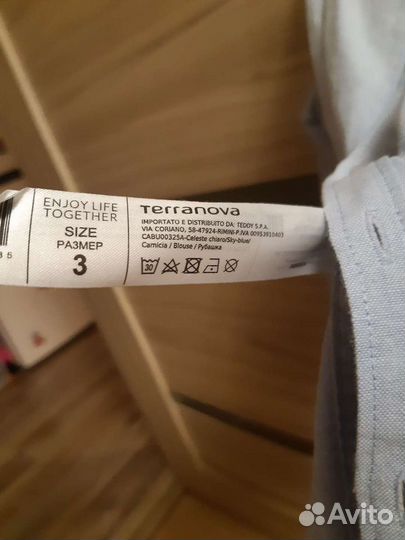 ENJOY LIFE
TOGETHER
SIZE
РАЗМЕР
3
Terranova
IMPORTATO E DISTRIBUITO DA: TEDDY S.P.A.
VIA CORIANO, 58-47924-RIMINI-P.IVA 00953910403
CABU00325A-Celeste chiaro/Sky-blue/
Camicia / Blouse / Рубашка
30
Avito